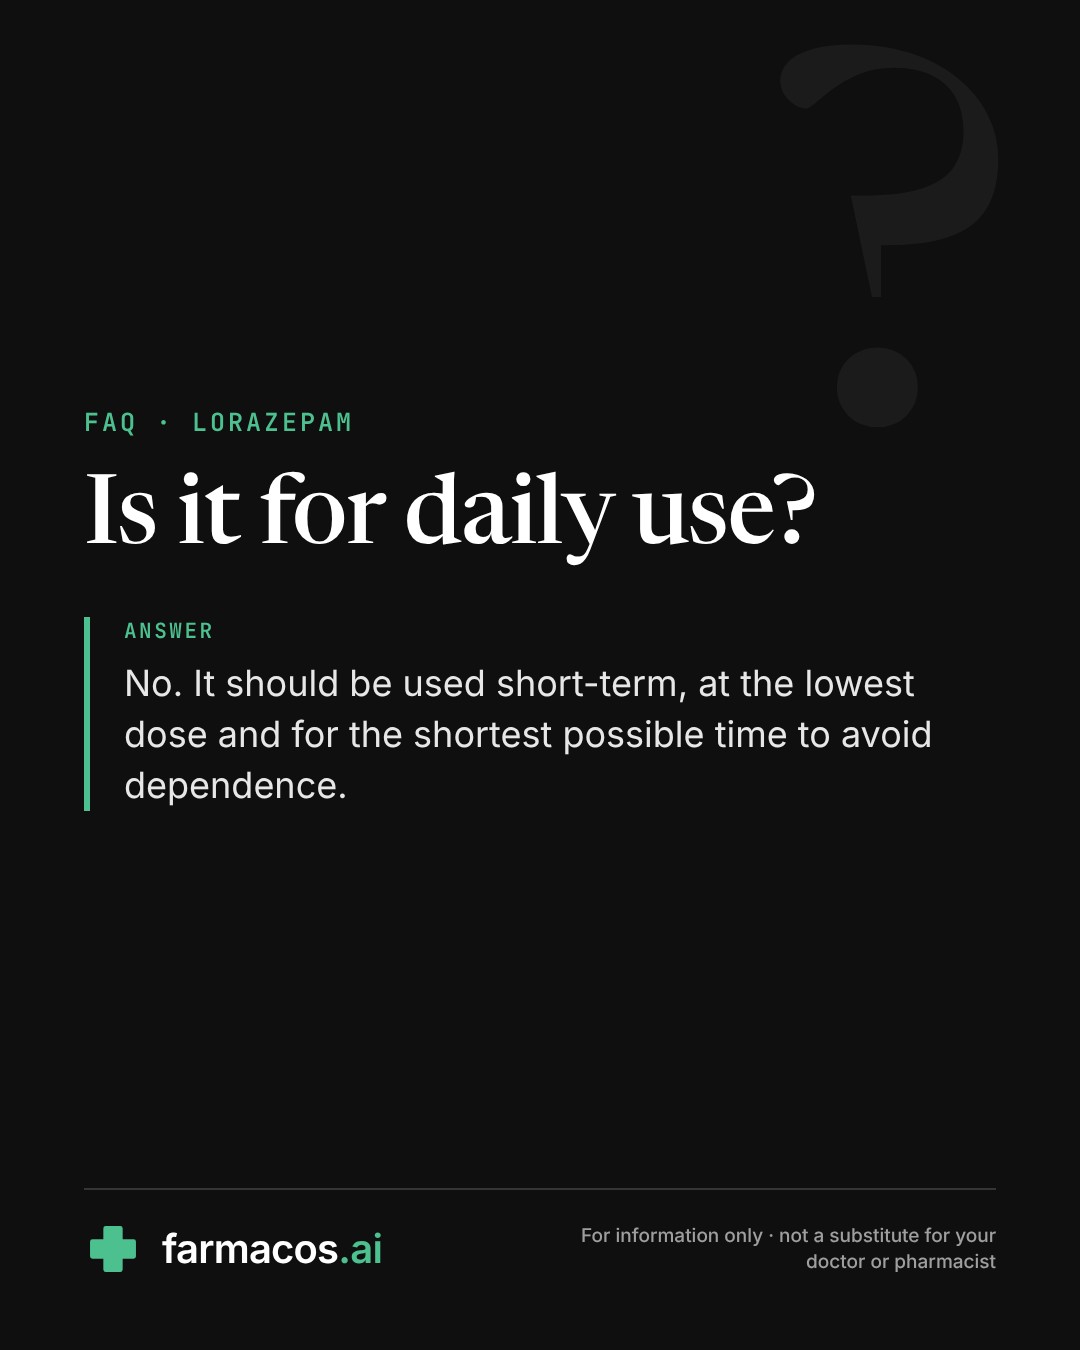 ?
FAQ · LORAZEPAM
Is it for daily use?
ANSWER
No. It should be used short-term, at the lowest
dose and for the shortest possible time to avoid
dependence.
farmacos.ai
For information only · not a substitute for your
doctor or pharmacist